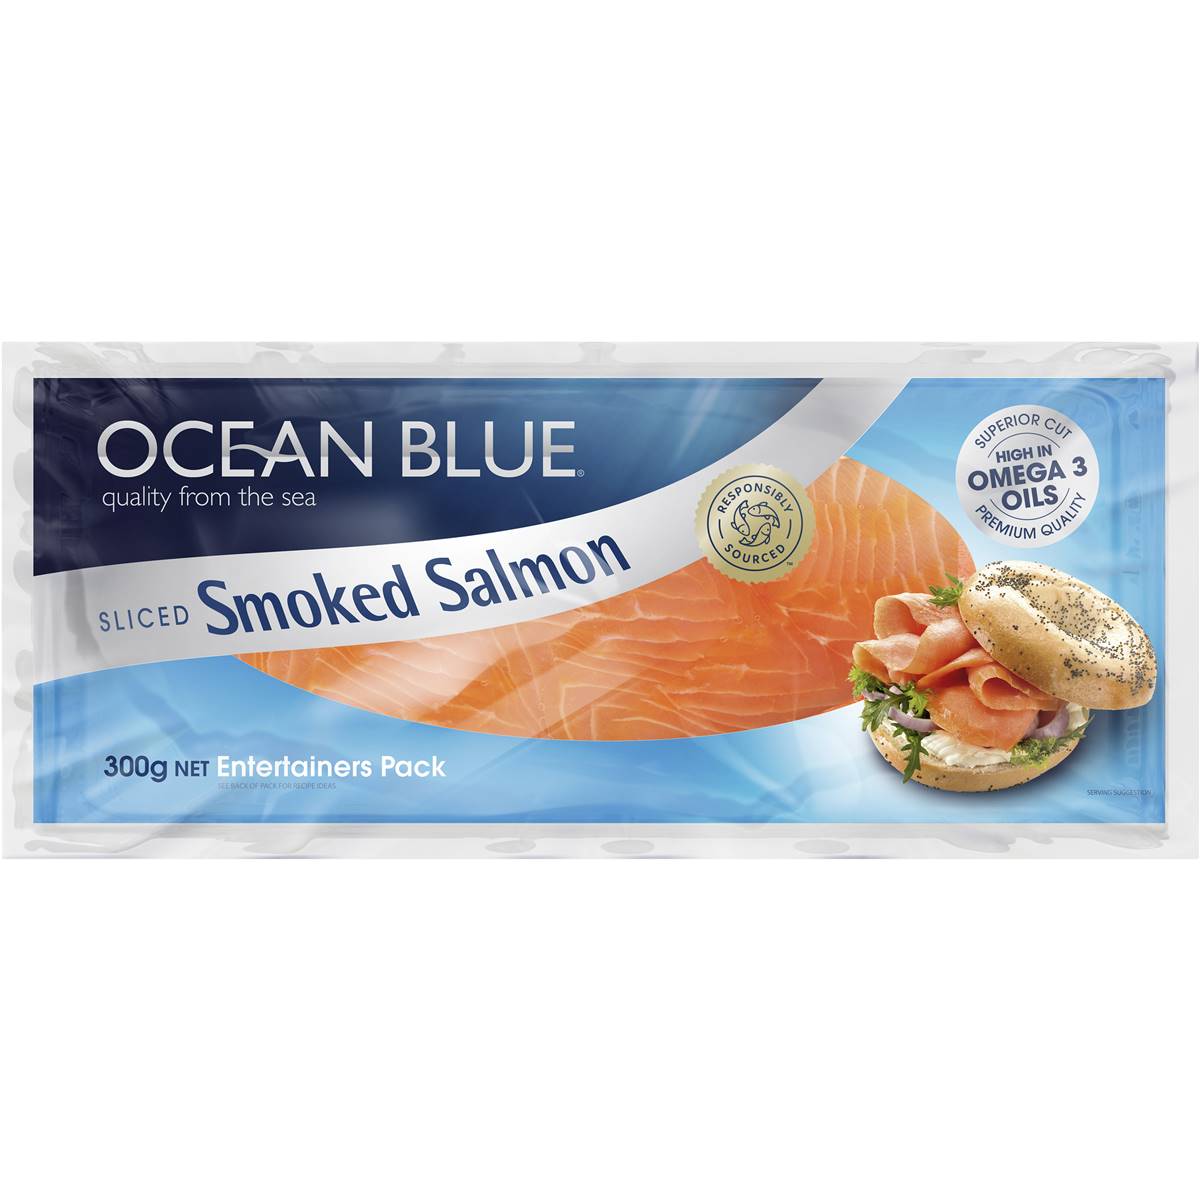 OCEAN BLUE®
quality from the sea
SLICED Smoked Salmon
RESPONSIBLY
SOURCED™
SUPERIOR CUT
HIGH IN
OMEGA 3
OILS
PREMIUM QUALITY
300g NET Entertainers Pack
SEE BACK OF PACK FOR RECIPE IDEAS
SERVING SUGGESTION